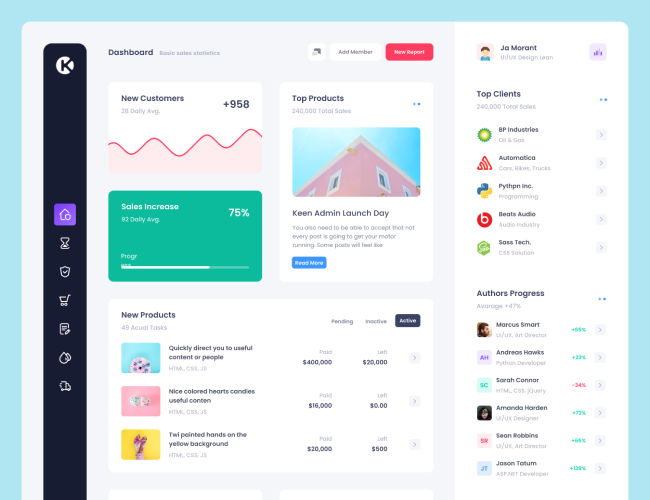 Dashboard Basic sales statistics
Add Member
New Report
New Customers
28 Daily Avg.
+958
Sales Increase
92 Daily Avg.
75%
Progr
Top Products
240,000 Total Sales
Keen Admin Launch Day
You also need to be able to accept that not
every post is going to get your motor
running. Some posts will feel like
Read More
New Products
49 Acual Tasks
Pending
Inactive
Active
Quickly direct you to useful
content or people
HTML, CSS, JS
Paid
$400,000
Left
$20,000
Nice colored hearts candies
useful conten
HTML, CSS, JS
Paid
$16,000
Left
$0.00
Twl painted hands on the
yellow background
HTML, CSS, JS
Paid
$20,000
Left
$500
Ja Morant
UI/UX Design Lean
Top Clients
240,000 Total Sales
BP Industries
Oil & Gas
Automatica
Cars, Bikes, Trucks
Pythpn Inc.
Programming
Beats Audio
Audio Industry
Sass Tech.
CSS Solution
Authors Progress
Avarage +47%
Marcus Smart
UI/UX, Art Director
+65%
AH
Andreas Hawks
Python Developer
+23%
SC
Sarah Connor
HTML, CSS, jQuery
-34%
Amanda Harden
UI/UX Designer
+72%
SR
Sean Robbins
UI/UX, Art Director
+65%
JT
Jason Tatum
ASP.NET Developer
+139%